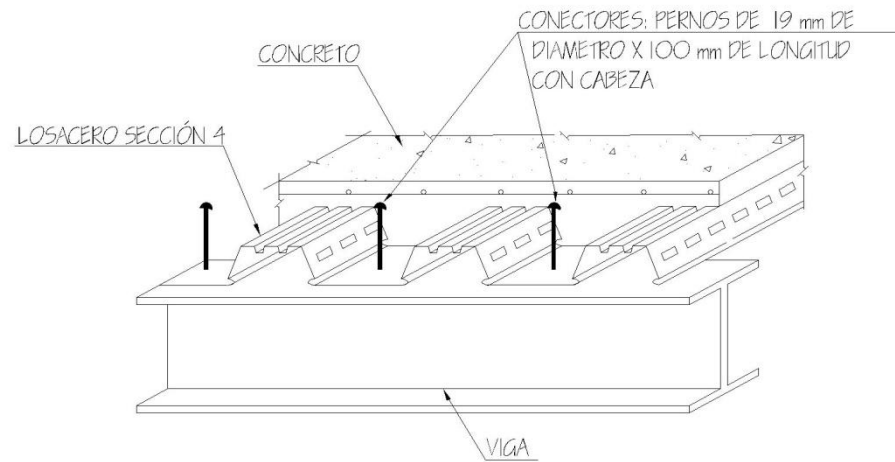 CONECTORES: PERNOS DE 19 mm DE
DIAMETRO X 100 mm DE LONGITUD
CON CABEZA
CONCRETO
LOSACERO SECCIÓN 4
VIGA